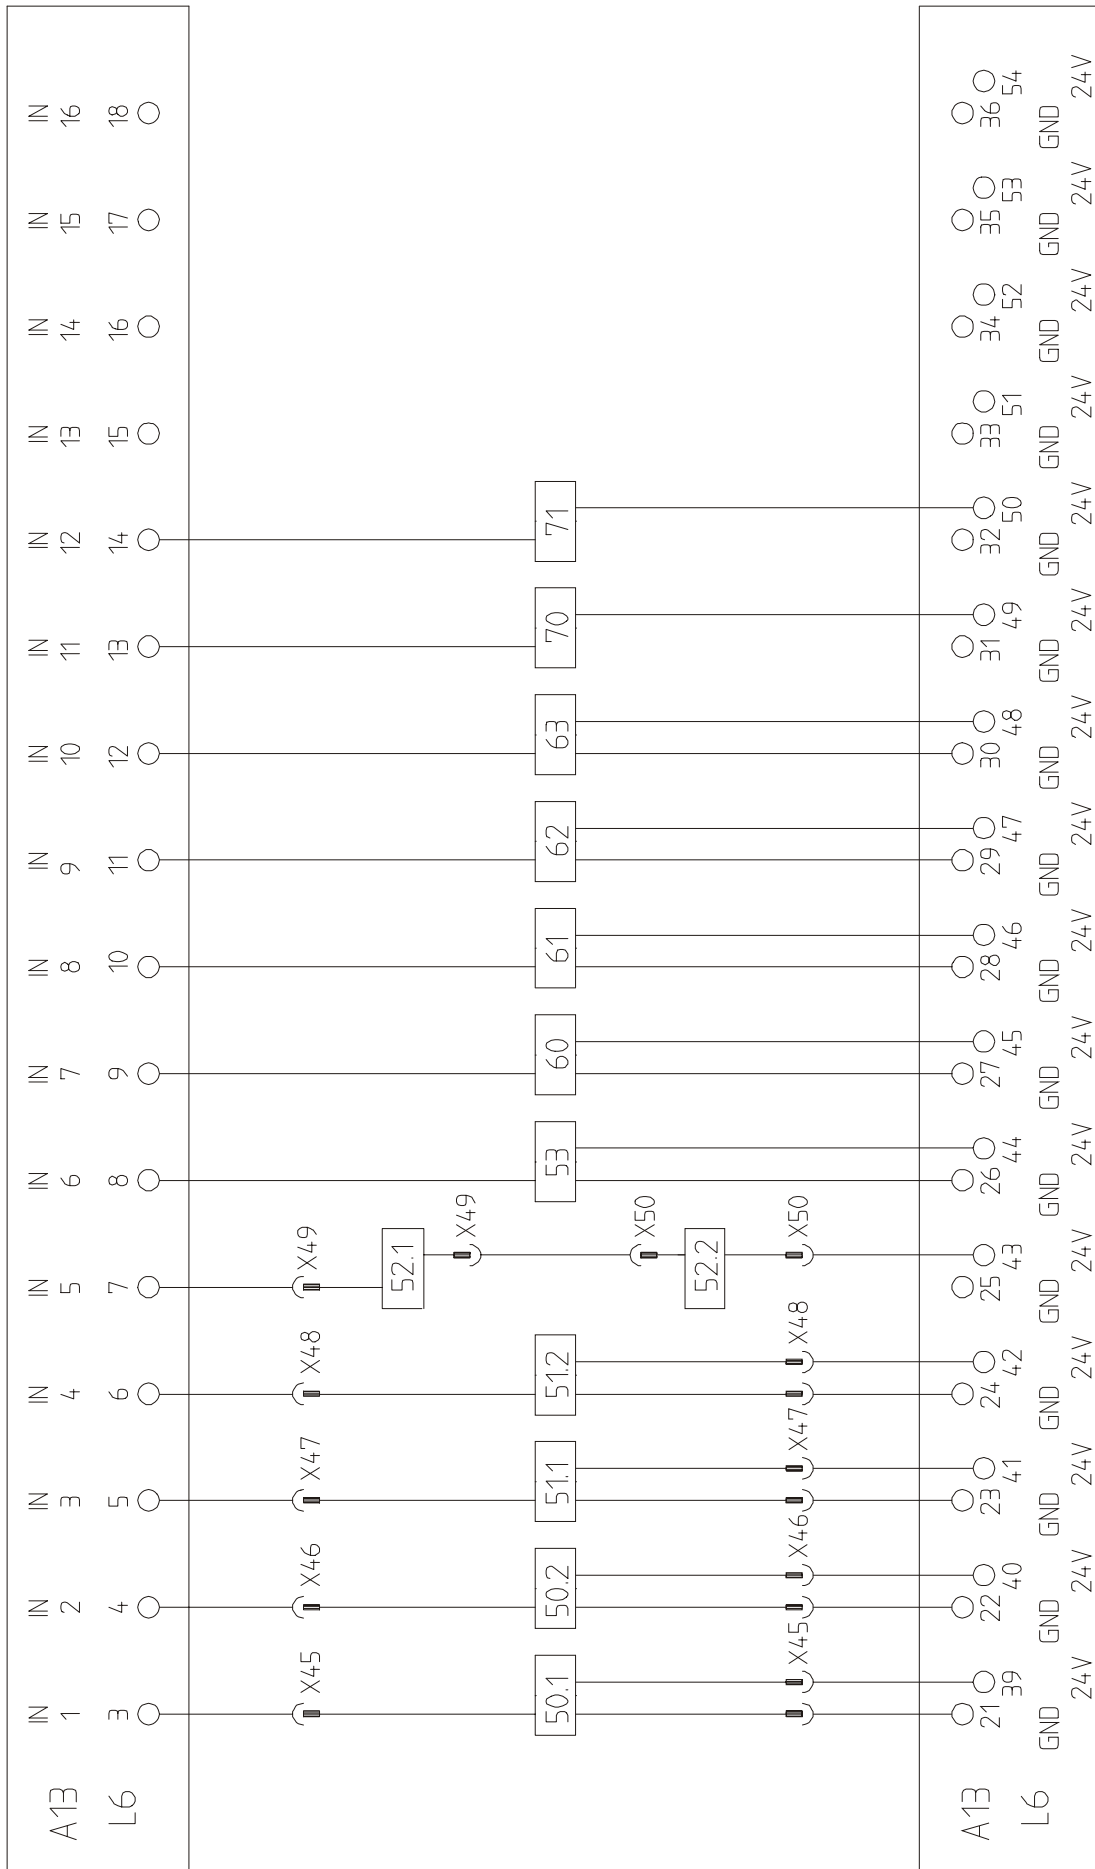 IN IN IN IN IN IN IN IN IN IN IN IN IN IN IN IN
A13 1 2 3 4 5 6 7 8 9 10 11 12 13 14 15 16
L6 3 4 5 6 7 8 9 10 11 12 13 14 15 16 17 18
X45 X46 X47 X48 X49
52.1
X49
50.1 50.2 51.1 51.2 53 60 61 62 63 70 71
X50
52.2
X45 X46 X47 X48 X50
A13 21 22 23 24 25 26 27 28 29 30 31 32 33 34 35 36
39 40 41 42 43 44 45 46 47 48 49 50 51 52 53 54
L6 GND GND GND GND GND GND GND GND GND GND GND GND GND GND GND GND
24V 24V 24V 24V 24V 24V 24V 24V 24V 24V 24V 24V 24V 24V 24V 24V